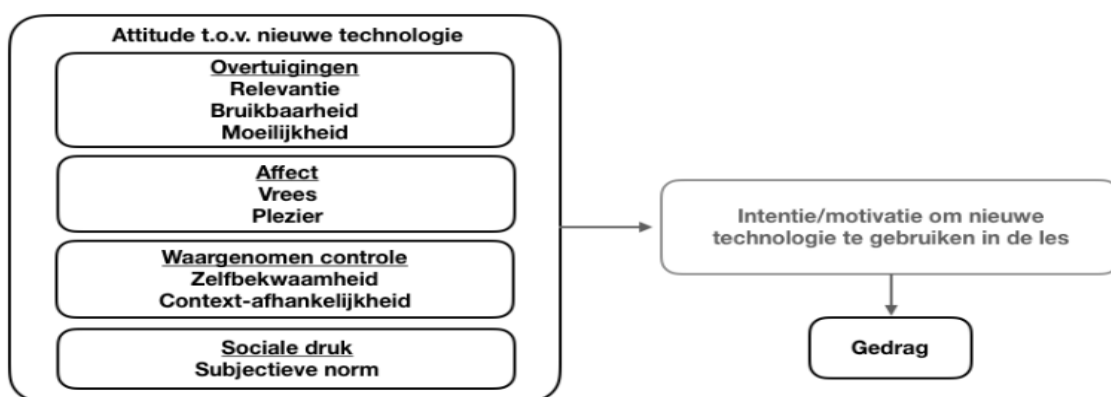 Attitude t.o.v. nieuwe technologie
Overtuigingen
Relevantie
Bruikbaarheid
Moeilijkheid
Affect
Vrees
Plezier
Waargenomen controle
Zelfbekwaamheid
Context-afhankelijkheid
Sociale druk
Subjectieve norm
Intentie/motivatie om nieuwe
technologie te gebruiken in de les
Gedrag